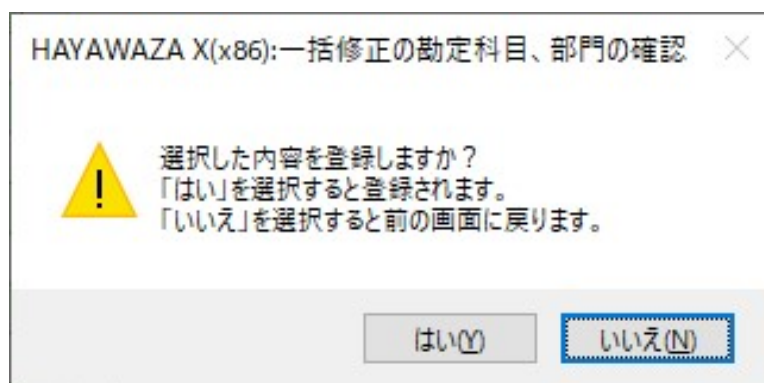 HAYAWAZA X(x86):一括修正の勘定科目、部門の確認
選択した内容を登録しますか？
「はい」を選択すると登録されます。
「いいえ」を選択すると前の画面に戻ります。
はい(Y)
いいえ(N)